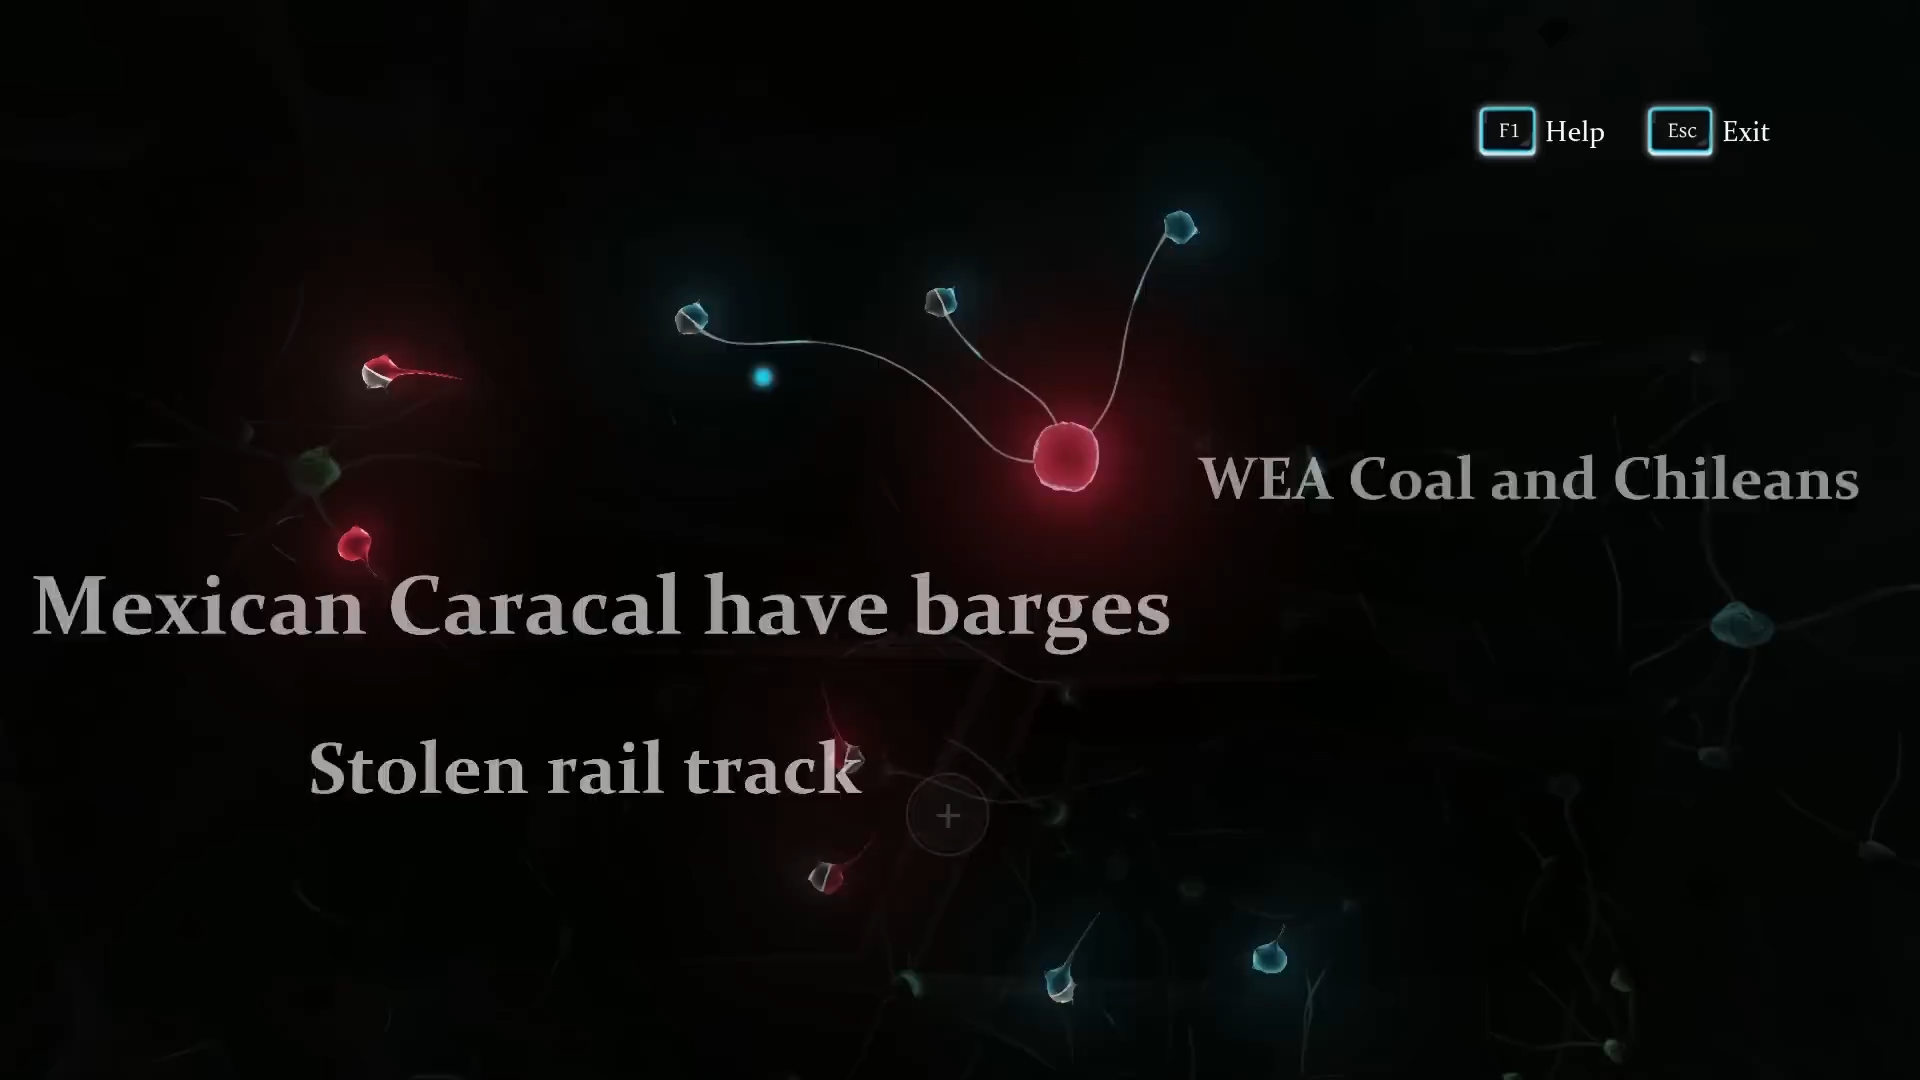 F1 Help Esc Exit
WEA Coal and Chileans
Mexican Caracal have barges
Stolen rail track